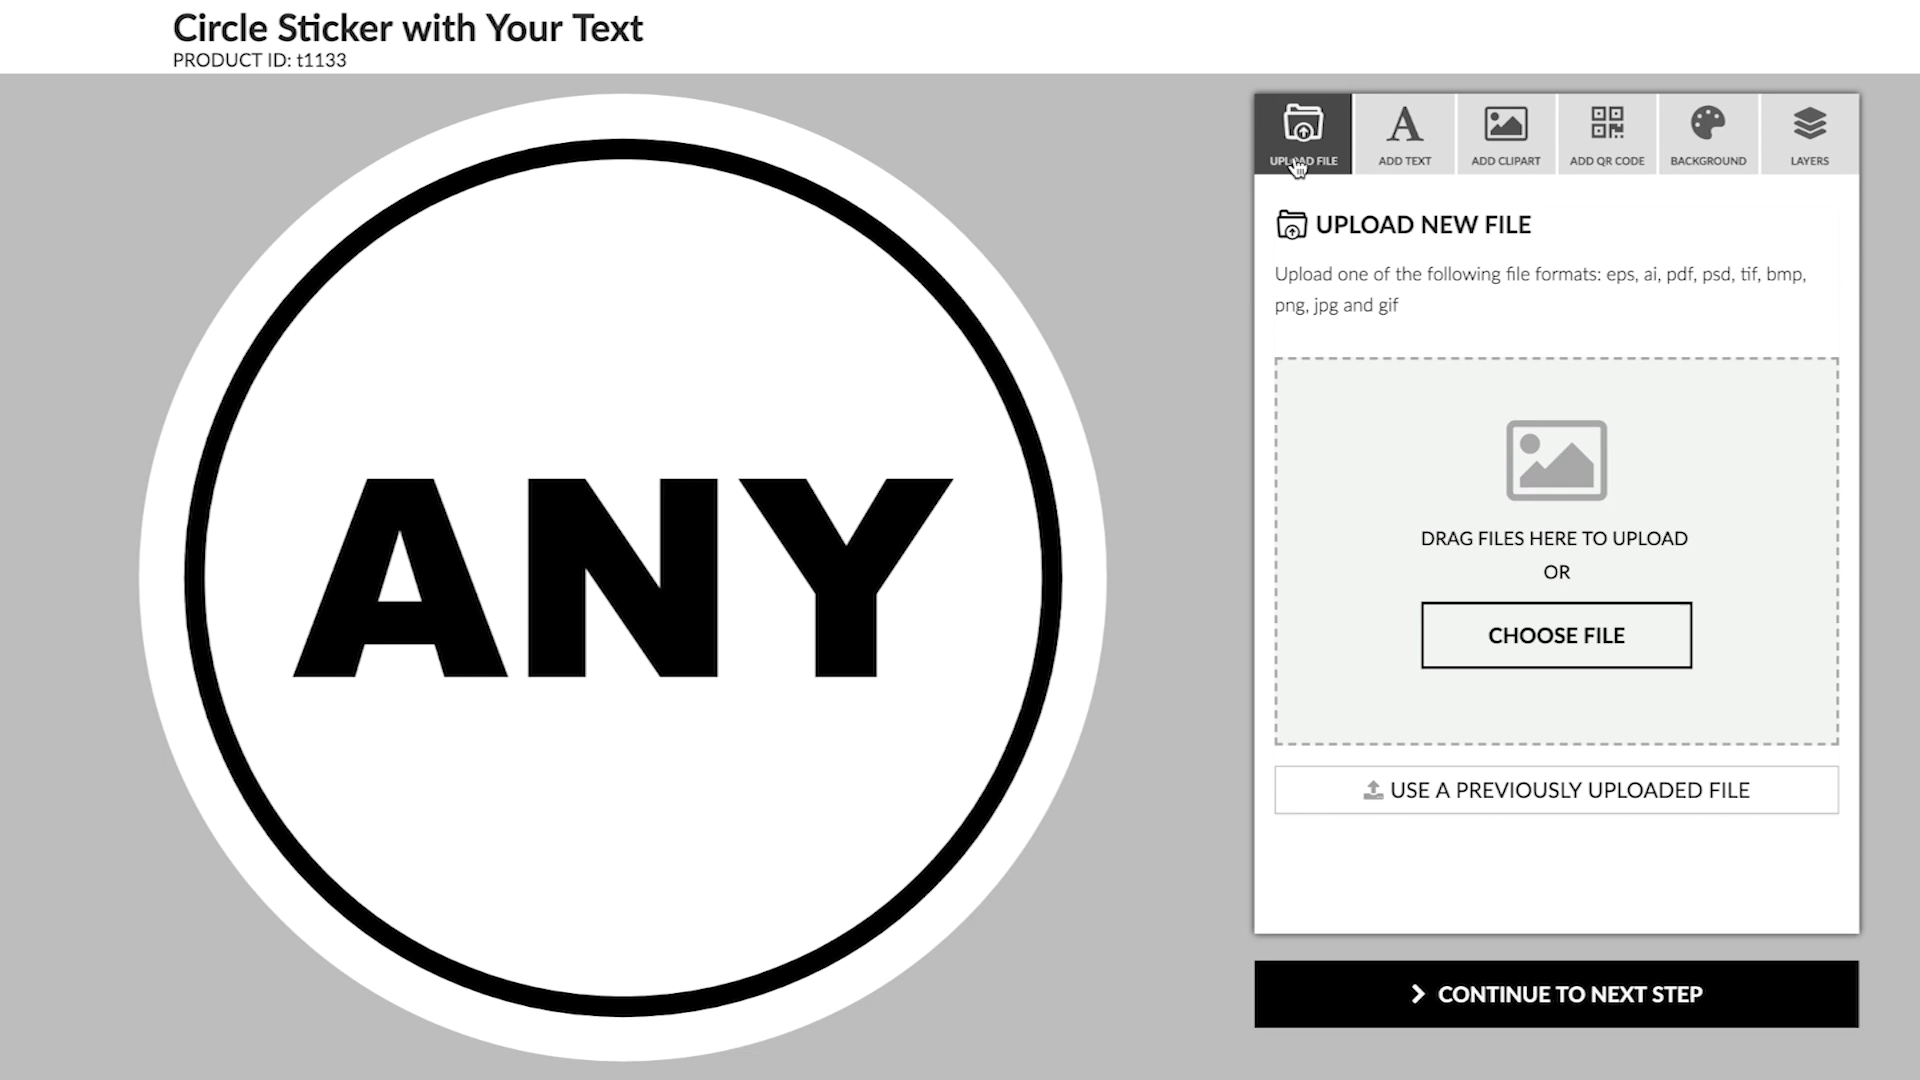 Circle Sticker with Your Text
PRODUCT ID: t1133
ANY
UPLOAD FILE
ADD TEXT
ADD CLIPART
ADD QR CODE
BACKGROUND
LAYERS
UPLOAD NEW FILE
Upload one of the following file formats: eps, ai, pdf, psd, tif, bmp,
png, jpg and gif
DRAG FILES HERE TO UPLOAD
OR
CHOOSE FILE
USE A PREVIOUSLY UPLOADED FILE
CONTINUE TO NEXT STEP